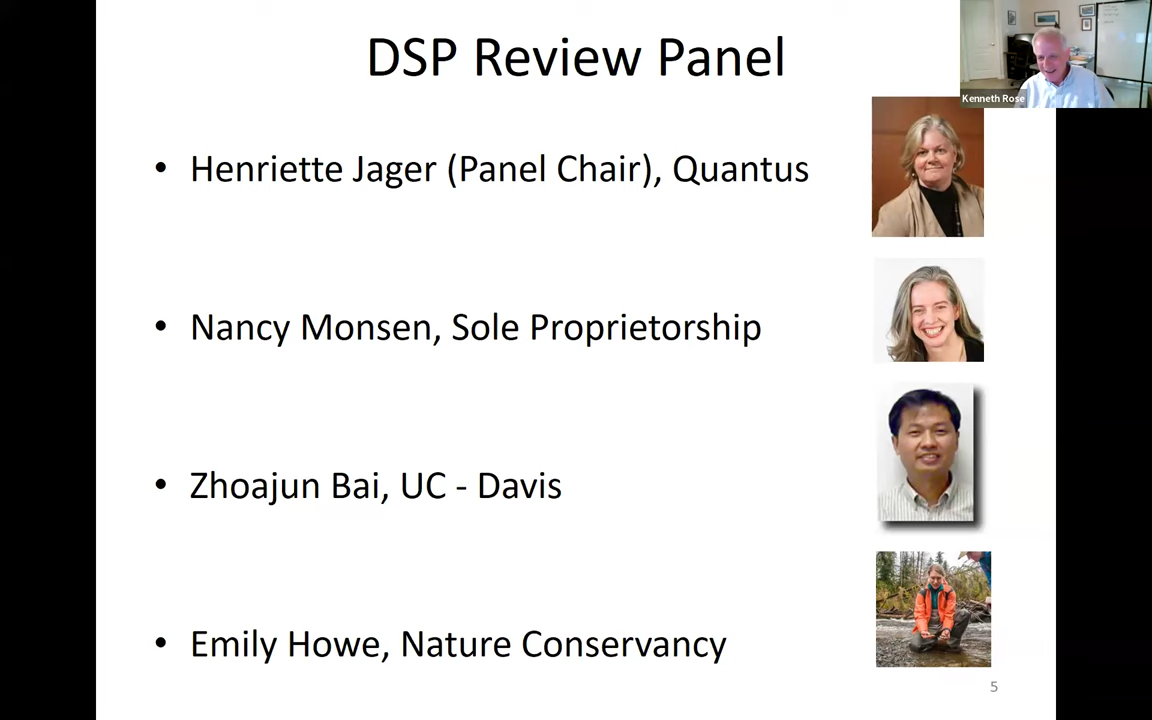 DSP Review Panel
Kenneth Rose
• Henriette Jager (Panel Chair), Quantus
• Nancy Monsen, Sole Proprietorship
• Zhoajun Bai, UC - Davis
• Emily Howe, Nature Conservancy
5